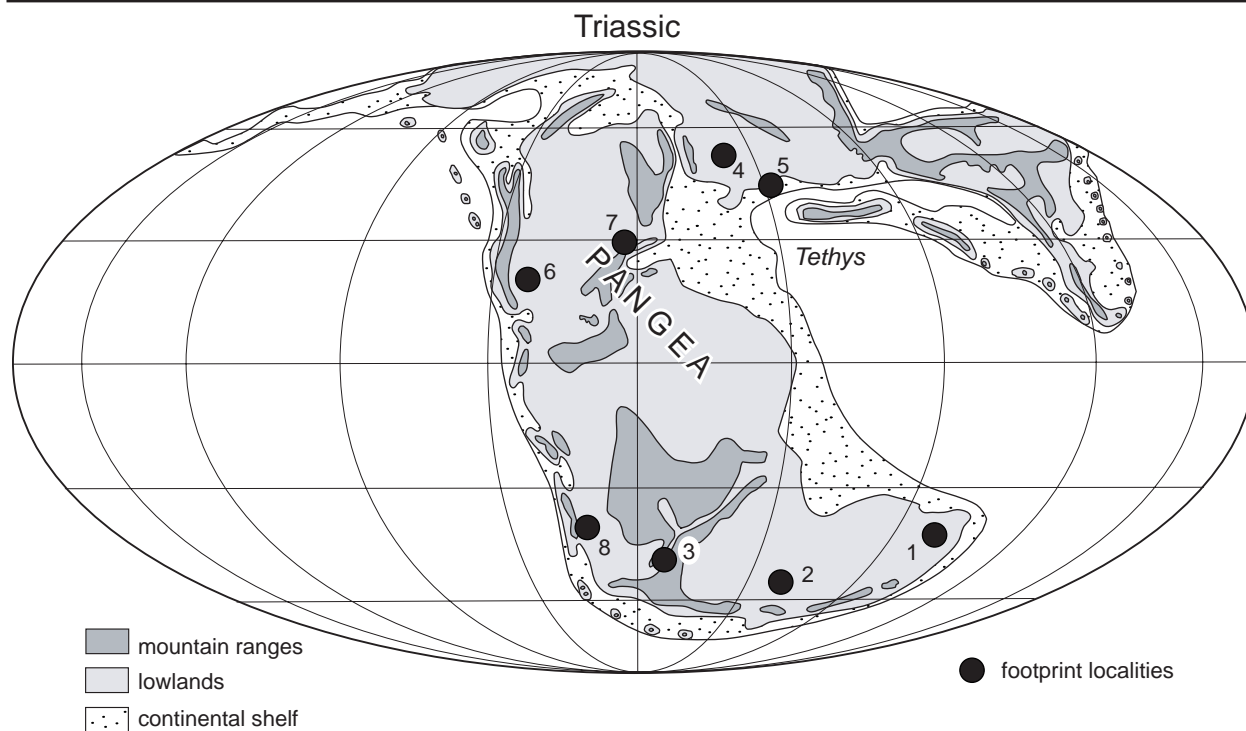 Triassic
4
5
7
Tethys
6
PANGEA
8
3
2
1
mountain ranges
lowlands
continental shelf
footprint localities